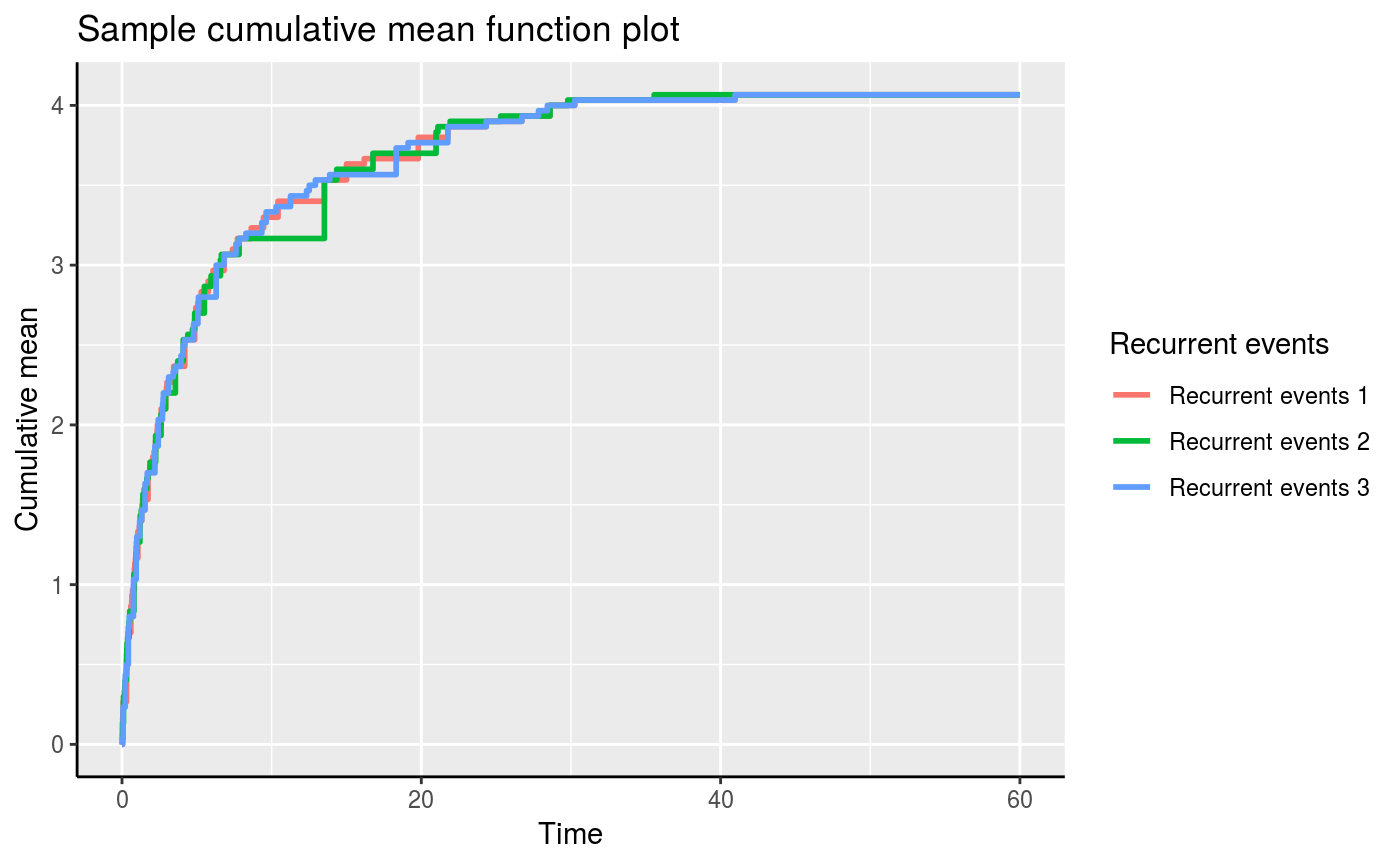 Sample cumulative mean function plot
4
3
2
1
0
Cumulative mean
0 20 40 60
Time
Recurrent events
Recurrent events 1
Recurrent events 2
Recurrent events 3